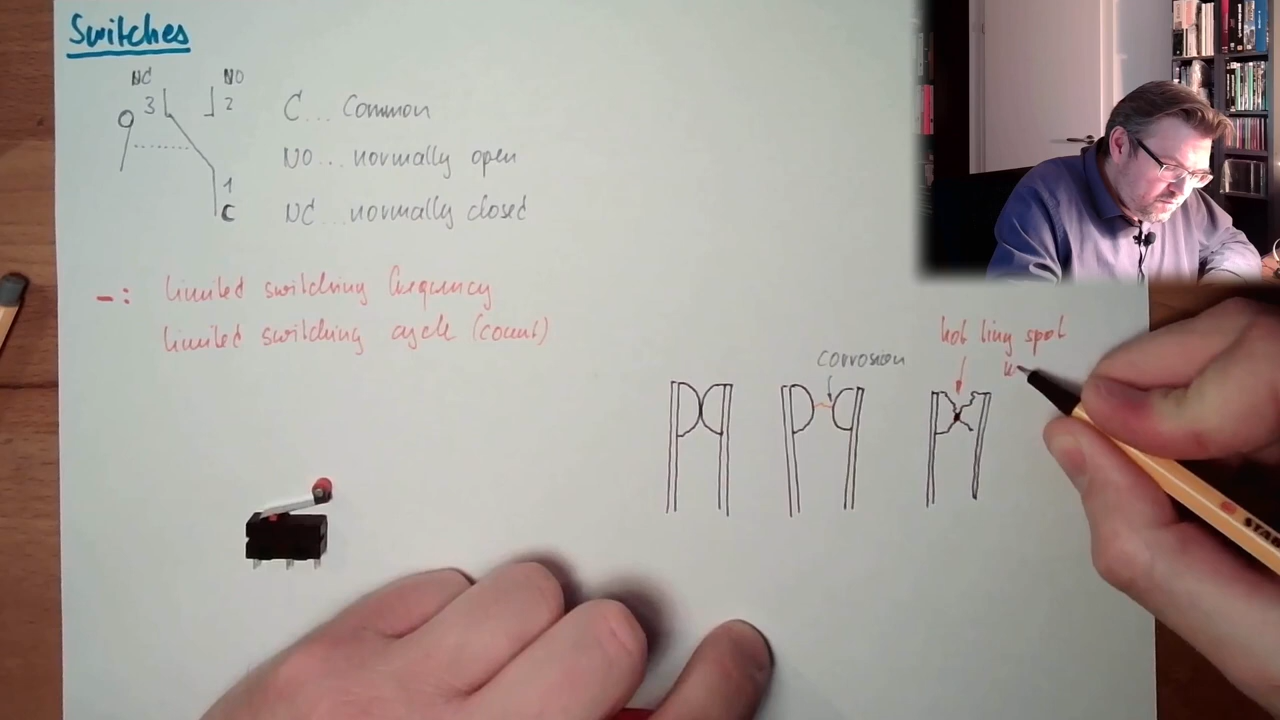 Switches
NC NO
3 2
C... Common
NO... normally open
1
C
NC... normally closed
-: limited switching frequency
limited switching cycle (count)
corrosion
hot tiny spot